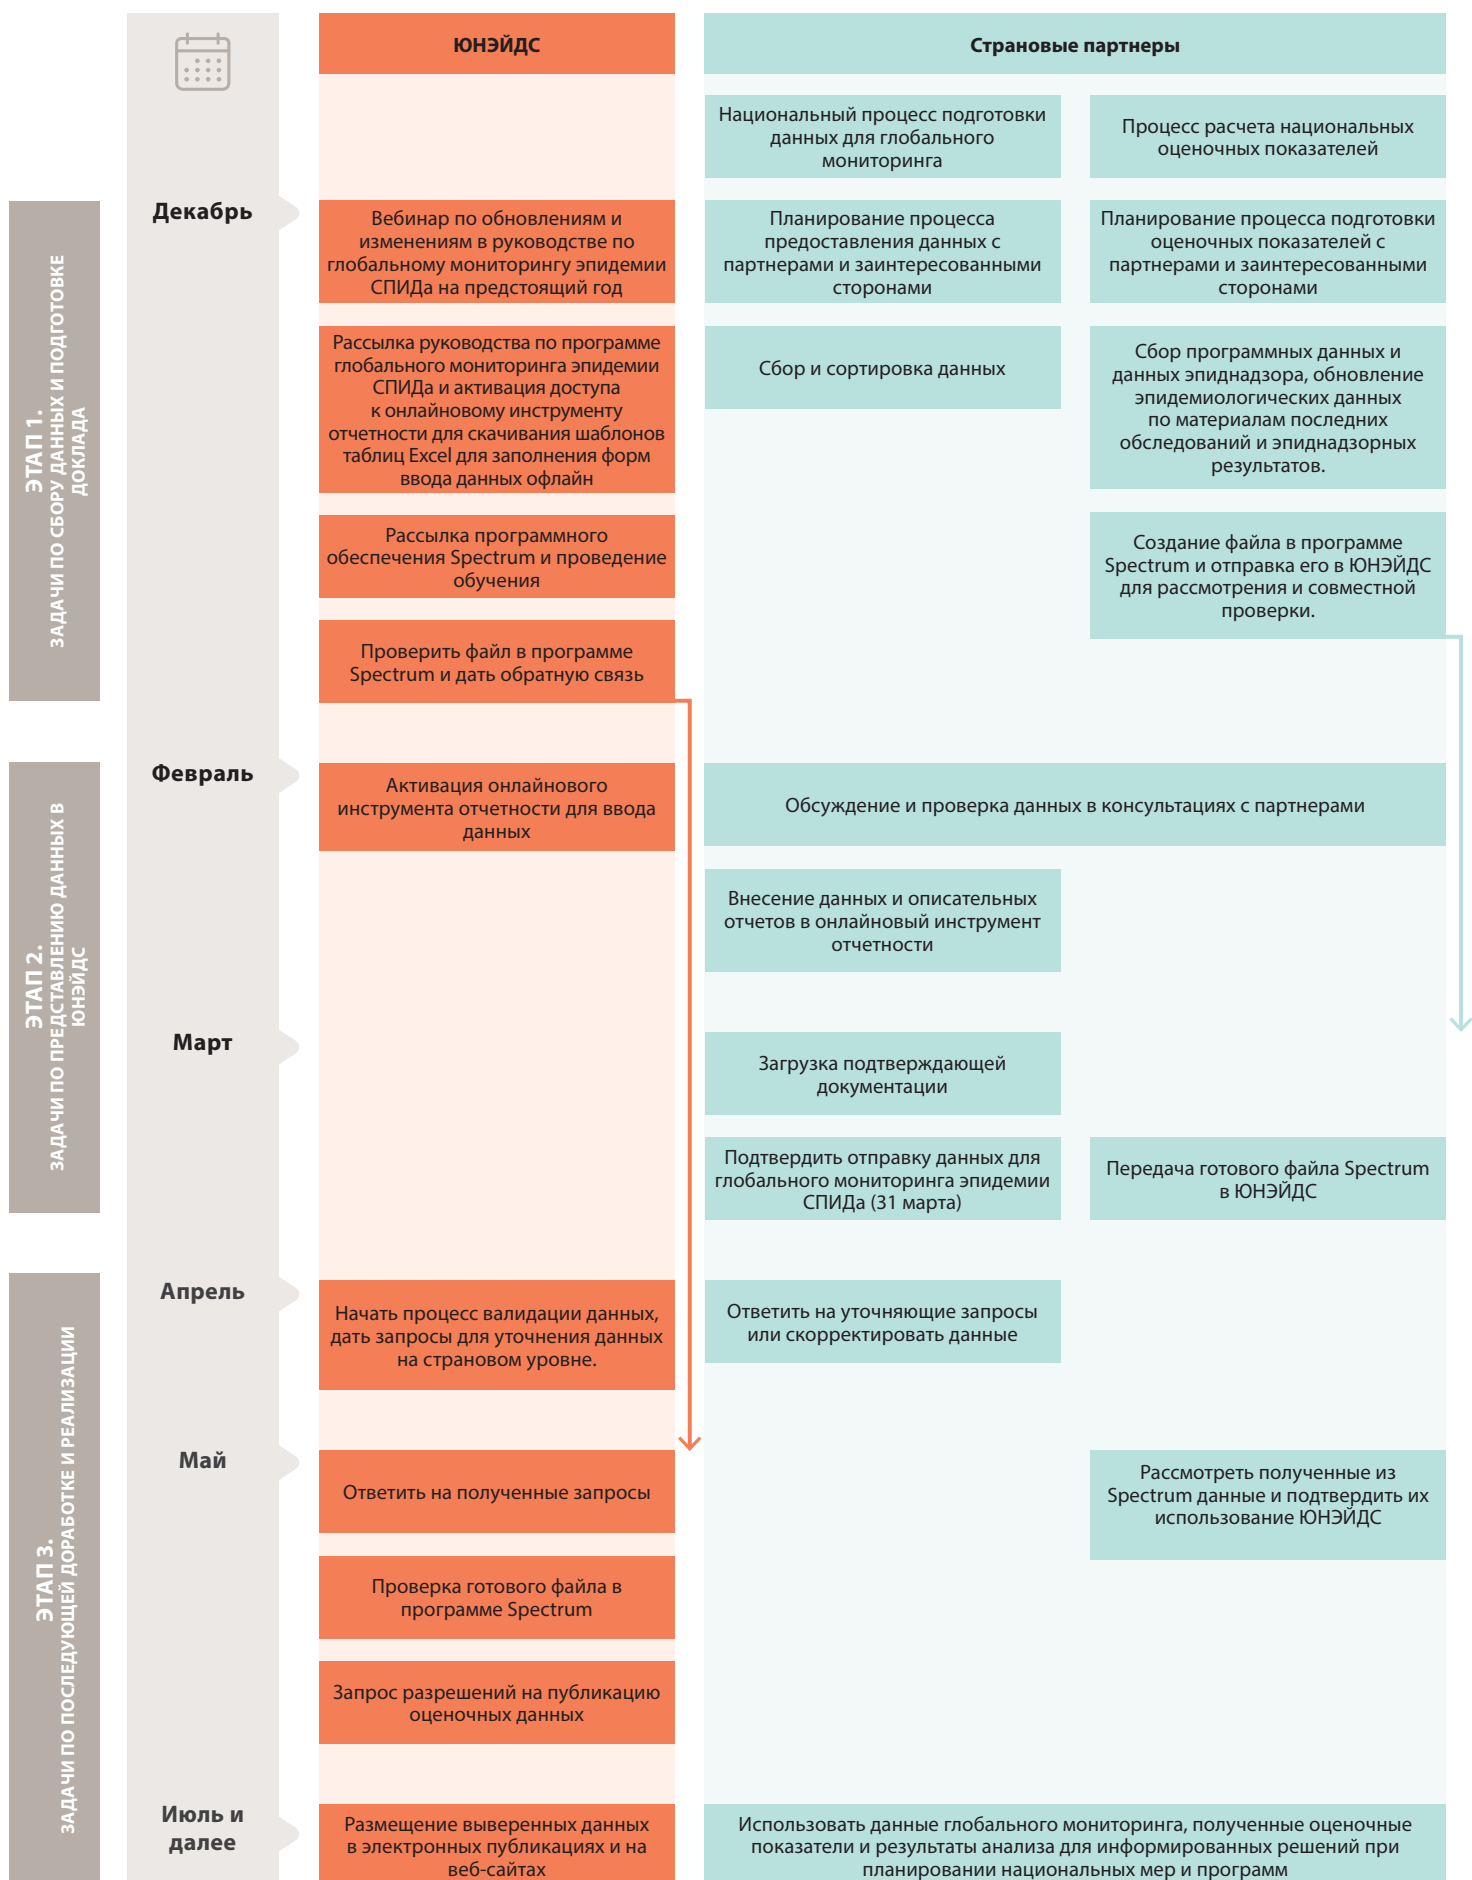 ЮНЭЙДС
Страновые партнеры
Национальный процесс подготовки
данных для глобального
мониторинга
Процесс расчета национальных
оценочных показателей
ЭТАП 1.
ЗАДАЧИ ПО СБОРУ ДАННЫХ И ПОДГОТОВКЕ
ДОКЛАДА
Декабрь
Вебинар по обновлениям и
изменениям в руководстве по
глобальному мониторингу эпидемии
СПИДа на предстоящий год
Планирование процесса
предоставления данных с
партнерами и заинтересованными
сторонами
Планирование процесса подготовки
оценочных показателей с
партнерами и заинтересованными
сторонами
Рассылка руководства по программе
глобального мониторинга эпидемии
СПИДа и активация доступа
к онлайновому инструменту
отчетности для скачивания шаблонов
таблиц Excel для заполнения форм
ввода данных офлайн
Сбор и сортировка данных
Сбор программных данных и
данных эпиднадзора, обновление
эпидемиологических данных
по материалам последних
обследований и эпиднадзорных
результатов.
Рассылка программного
обеспечения Spectrum и проведение
обучения
Создание файла в программе
Spectrum и отправка его в ЮНЭЙДС
для рассмотрения и совместной
проверки.
Проверить файл в программе
Spectrum и дать обратную связь
ЭТАП 2.
ЗАДАЧИ ПО ПРЕДСТАВЛЕНИЮ ДАННЫХ В
ЮНЭЙДС
Февраль
Активация онлайнового
инструмента отчетности для ввода
данных
Обсуждение и проверка данных в консультациях с партнерами
Внесение данных и описательных
отчетов в онлайновый инструмент
отчетности
Март
Загрузка подтверждающей
документации
Подтвердить отправку данных для
глобального мониторинга эпидемии
СПИДа (31 марта)
Передача готового файла Spectrum
в ЮНЭЙДС
ЭТАП 3.
ЗАДАЧИ ПО ПОСЛЕДУЮЩЕЙ ДОРАБОТКЕ И РЕАЛИЗАЦИИ
Апрель
Начать процесс валидации данных,
дать запросы для уточнения данных
на страновом уровне.
Ответить на уточняющие запросы
или скорректировать данные
Май
Ответить на полученные запросы
Рассмотреть полученные из
Spectrum данные и подтвердить их
использование ЮНЭЙДС
Проверка готового файла в
программе Spectrum
Запрос разрешений на публикацию
оценочных данных
Июль и
далее
Размещение выверенных данных
в электронных публикациях и на
веб-сайтах
Использовать данные глобального мониторинга, полученные оценочные
показатели и результаты анализа для информированных решений при
планировании национальных мер и программ